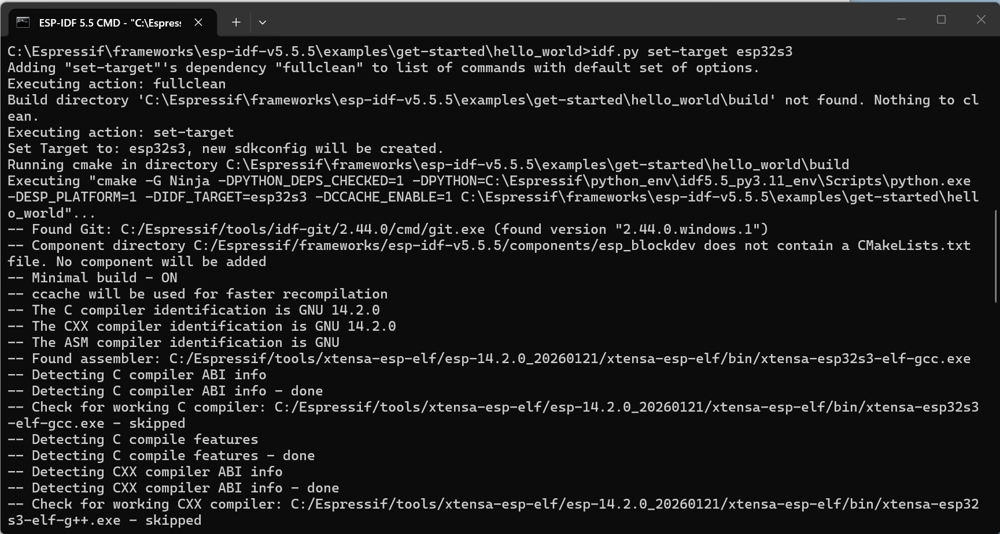 ESP-IDF 5.5 CMD - "C:\Espress
C:\Espressif\frameworks\esp-idf-v5.5.5\examples\get-started\hello_world>idf.py set-target esp32s3
Adding "set-target"'s dependency "fullclean" to list of commands with default set of options.
Executing action: fullclean
Build directory 'C:\Espressif\frameworks\esp-idf-v5.5.5\examples\get-started\hello_world\build' not found. Nothing to cl
ean.
Executing action: set-target
Set Target to: esp32s3, new sdkconfig will be created.
Running cmake in directory C:\Espressif\frameworks\esp-idf-v5.5.5\examples\get-started\hello_world\build
Executing "cmake -G Ninja -DPYTHON_DEPS_CHECKED=1 -DPYTHON=C:\Espressif\python_env\idf5.5_py3.11_env\Scripts\python.exe
-DESP_PLATFORM=1 -DIDF_TARGET=esp32s3 -DCCACHE_ENABLE=1 C:\Espressif\frameworks\esp-idf-v5.5.5\examples\get-started\hell
o_world"...
-- Found Git: C:/Espressif/tools/idf-git/2.44.0/cmd/git.exe (found version "2.44.0.windows.1")
-- Component directory C:/Espressif/frameworks/esp-idf-v5.5.5/components/esp_blockdev does not contain a CMakeLists.txt
file. No component will be added
-- Minimal build - ON
-- ccache will be used for faster recompilation
-- The C compiler identification is GNU 14.2.0
-- The CXX compiler identification is GNU 14.2.0
-- The ASM compiler identification is GNU
-- Found assembler: C:/Espressif/tools/xtensa-esp-elf/esp-14.2.0_20260121/xtensa-esp-elf/bin/xtensa-esp32s3-elf-gcc.exe
-- Detecting C compiler ABI info
-- Detecting C compiler ABI info - done
-- Check for working C compiler: C:/Espressif/tools/xtensa-esp-elf/esp-14.2.0_20260121/xtensa-esp-elf/bin/xtensa-esp32s3
-elf-gcc.exe - skipped
-- Detecting C compile features
-- Detecting C compile features - done
-- Detecting CXX compiler ABI info
-- Detecting CXX compiler ABI info - done
-- Check for working CXX compiler: C:/Espressif/tools/xtensa-esp-elf/esp-14.2.0_20260121/xtensa-esp-elf/bin/xtensa-esp32
s3-elf-g++.exe - skipped